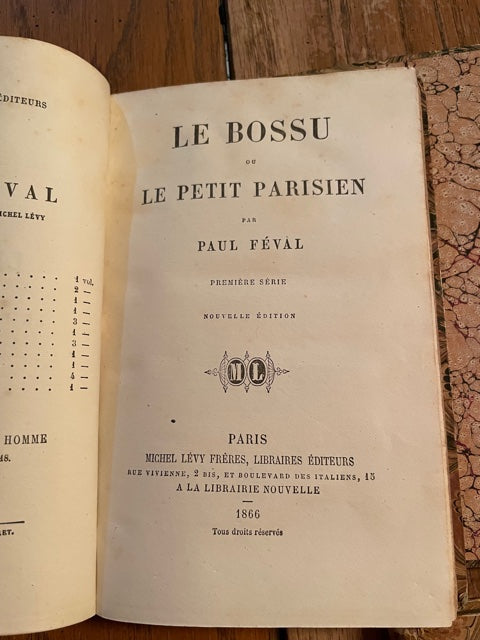 ÉDITEURS
VAL
MICHEL LÉVY
1 vol.
2 —
1 —
1 —
3 —
1 —
3 —
1 —
1 —
4 —
1 —
HOMME
48.
LE BOSSU
OU
LE PETIT PARISIEN
PAR
PAUL FÉVAL
PREMIÈRE SÉRIE
NOUVELLE ÉDITION
ML
PARIS
MICHEL LÉVY FRÈRES, LIBRAIRES ÉDITEURS
RUE VIVIENNE, 2 BIS, ET BOULEVARD DES ITALIENS, 15
A LA LIBRAIRIE NOUVELLE
—
1866
Tous droits réservés